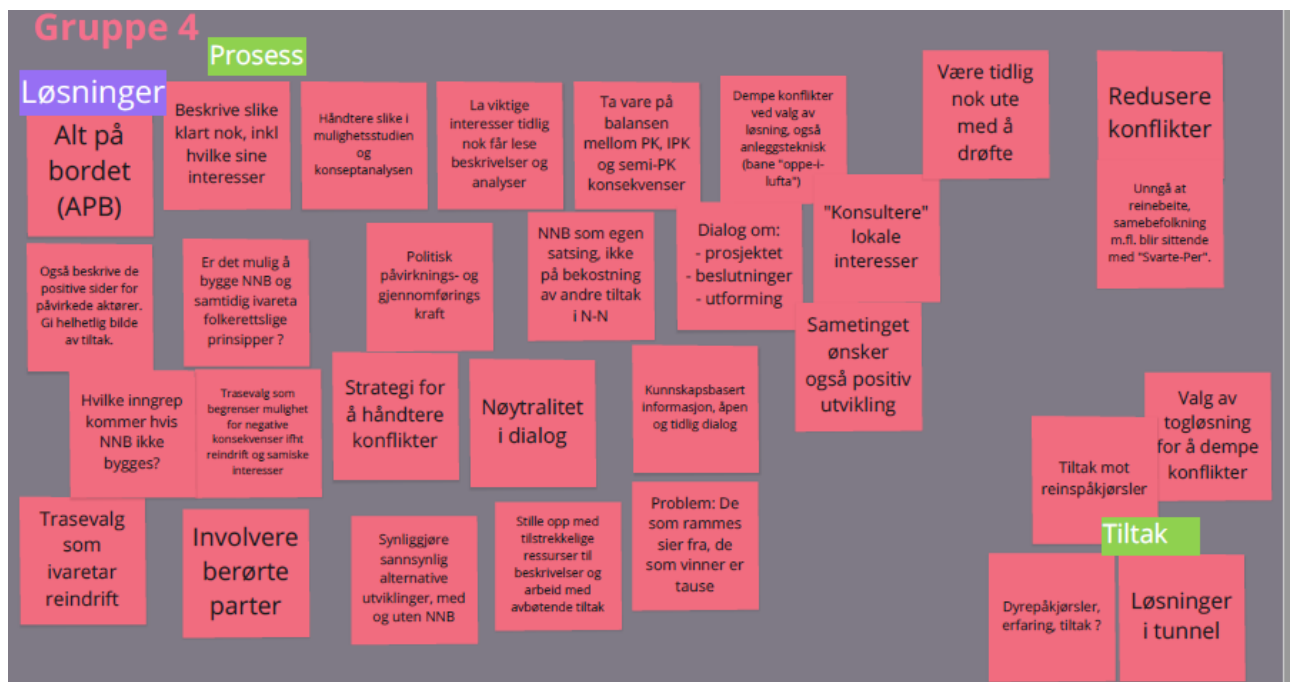 Gruppe 4
Prosess
Løsninger
Alt på
bordet
(APB)
Beskrive slike
klart nok, inkl
hvilke sine
interesser
Håndtere slike i
mulighetsstudien
og
konseptanalysen
La viktige
interesser tidlig
nok får lese
beskrivelser og
analyser
Ta vare på
balansen
mellom PK, IPK
og semi-PK
konsekvenser
Dempe konflikter
ved valg av
løsning, også
anleggsteknisk
(bane "oppe-i-
lufta")
Være tidlig
nok ute
med å
drøfte
Redusere
konflikter
Unngå at
reinebeite,
samebefolkning
m.fl. blir sittende
med "Svarte-Per".
Også beskrive de
positive sider for
påvirkede aktører.
Gi helhetlig bilde
av tiltak.
Er det mulig å
bygge NNB og
samtidig ivareta
folkerettslige
prinsipper ?
Politisk
påvirknings- og
gjennomførings
kraft
NNB som egen
satsing, ikke
på bekostning
av andre tiltak
i N-N
Dialog om:
- prosjektet
- beslutninger
- utforming
"Konsultere"
lokale
interesser
Sametinget
ønsker
også positiv
utvikling
Hvilke inngrep
kommer hvis
NNB ikke
bygges?
Trasevalg som
begrenser mulighet
for negative
konsekvenser ifht
reindrift og samiske
interesser
Strategi for
å håndtere
konflikter
Nøytralitet
i dialog
Kunnskapsbasert
informasjon, åpen
og tidlig dialog
Valg av
togløsning
for å dempe
konflikter
Tiltak mot
reinspåkjørsler
Trasevalg
som
ivaretar
reindrift
Involvere
berørte
parter
Synliggjøre
sannsynlig
alternative
utviklinger, med
og uten NNB
Stille opp med
tilstrekkelige
ressurser til
beskrivelser og
arbeid med
avbøtende tiltak
Problem: De
som rammes
sier fra, de
som vinner er
tause
Tiltak
Dyrepåkjørsler,
erfaring, tiltak ?
Løsninger
i tunnel